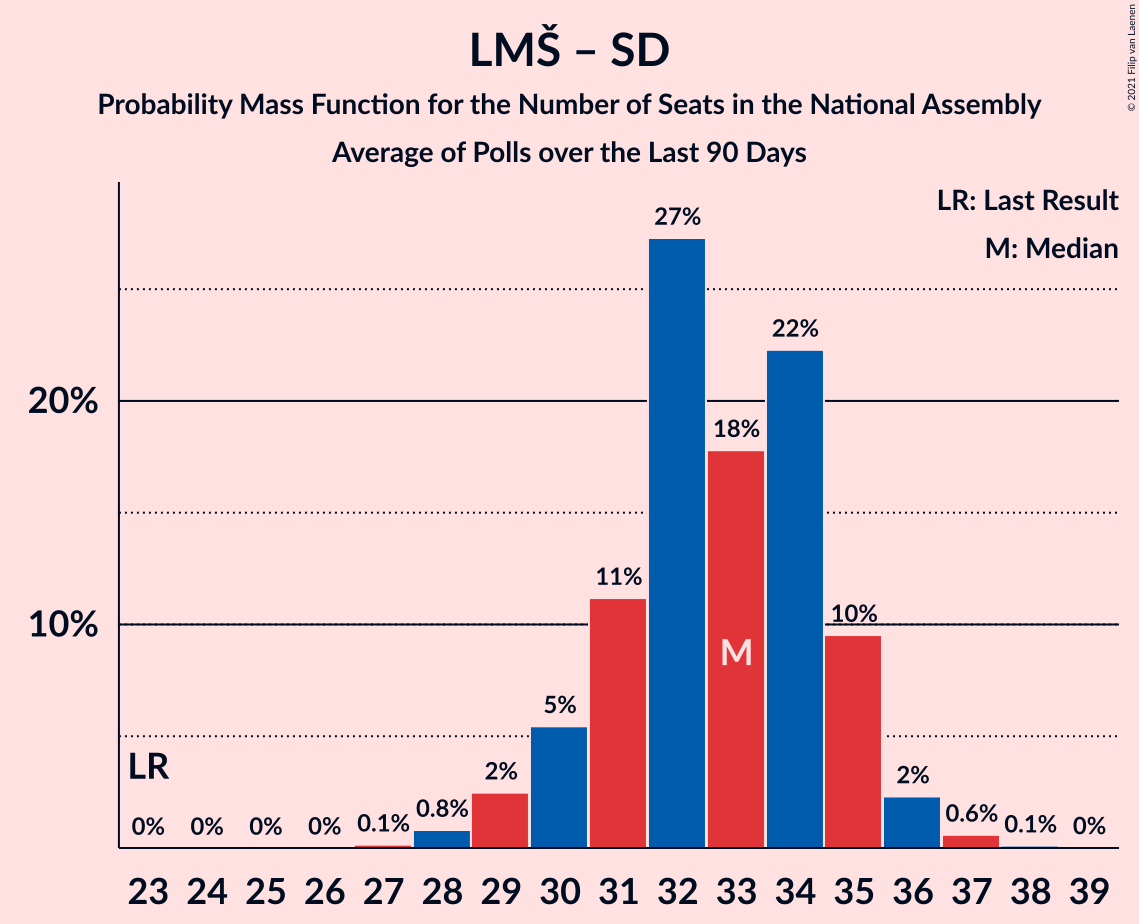 LMŠ – SD
Probability Mass Function for the Number of Seats in the National Assembly
Average of Polls over the Last 90 Days
© 2021 Filip van Laenen
LR: Last Result
M: Median
27%
22%
20%
18%
11%
10%
10%
M
5%
LR
2%
2%
0%
0%
0%
0%
0.1%
0.8%
0.6%
0.1%
0%
23 24 25 26 27 28 29 30 31 32 33 34 35 36 37 38 39